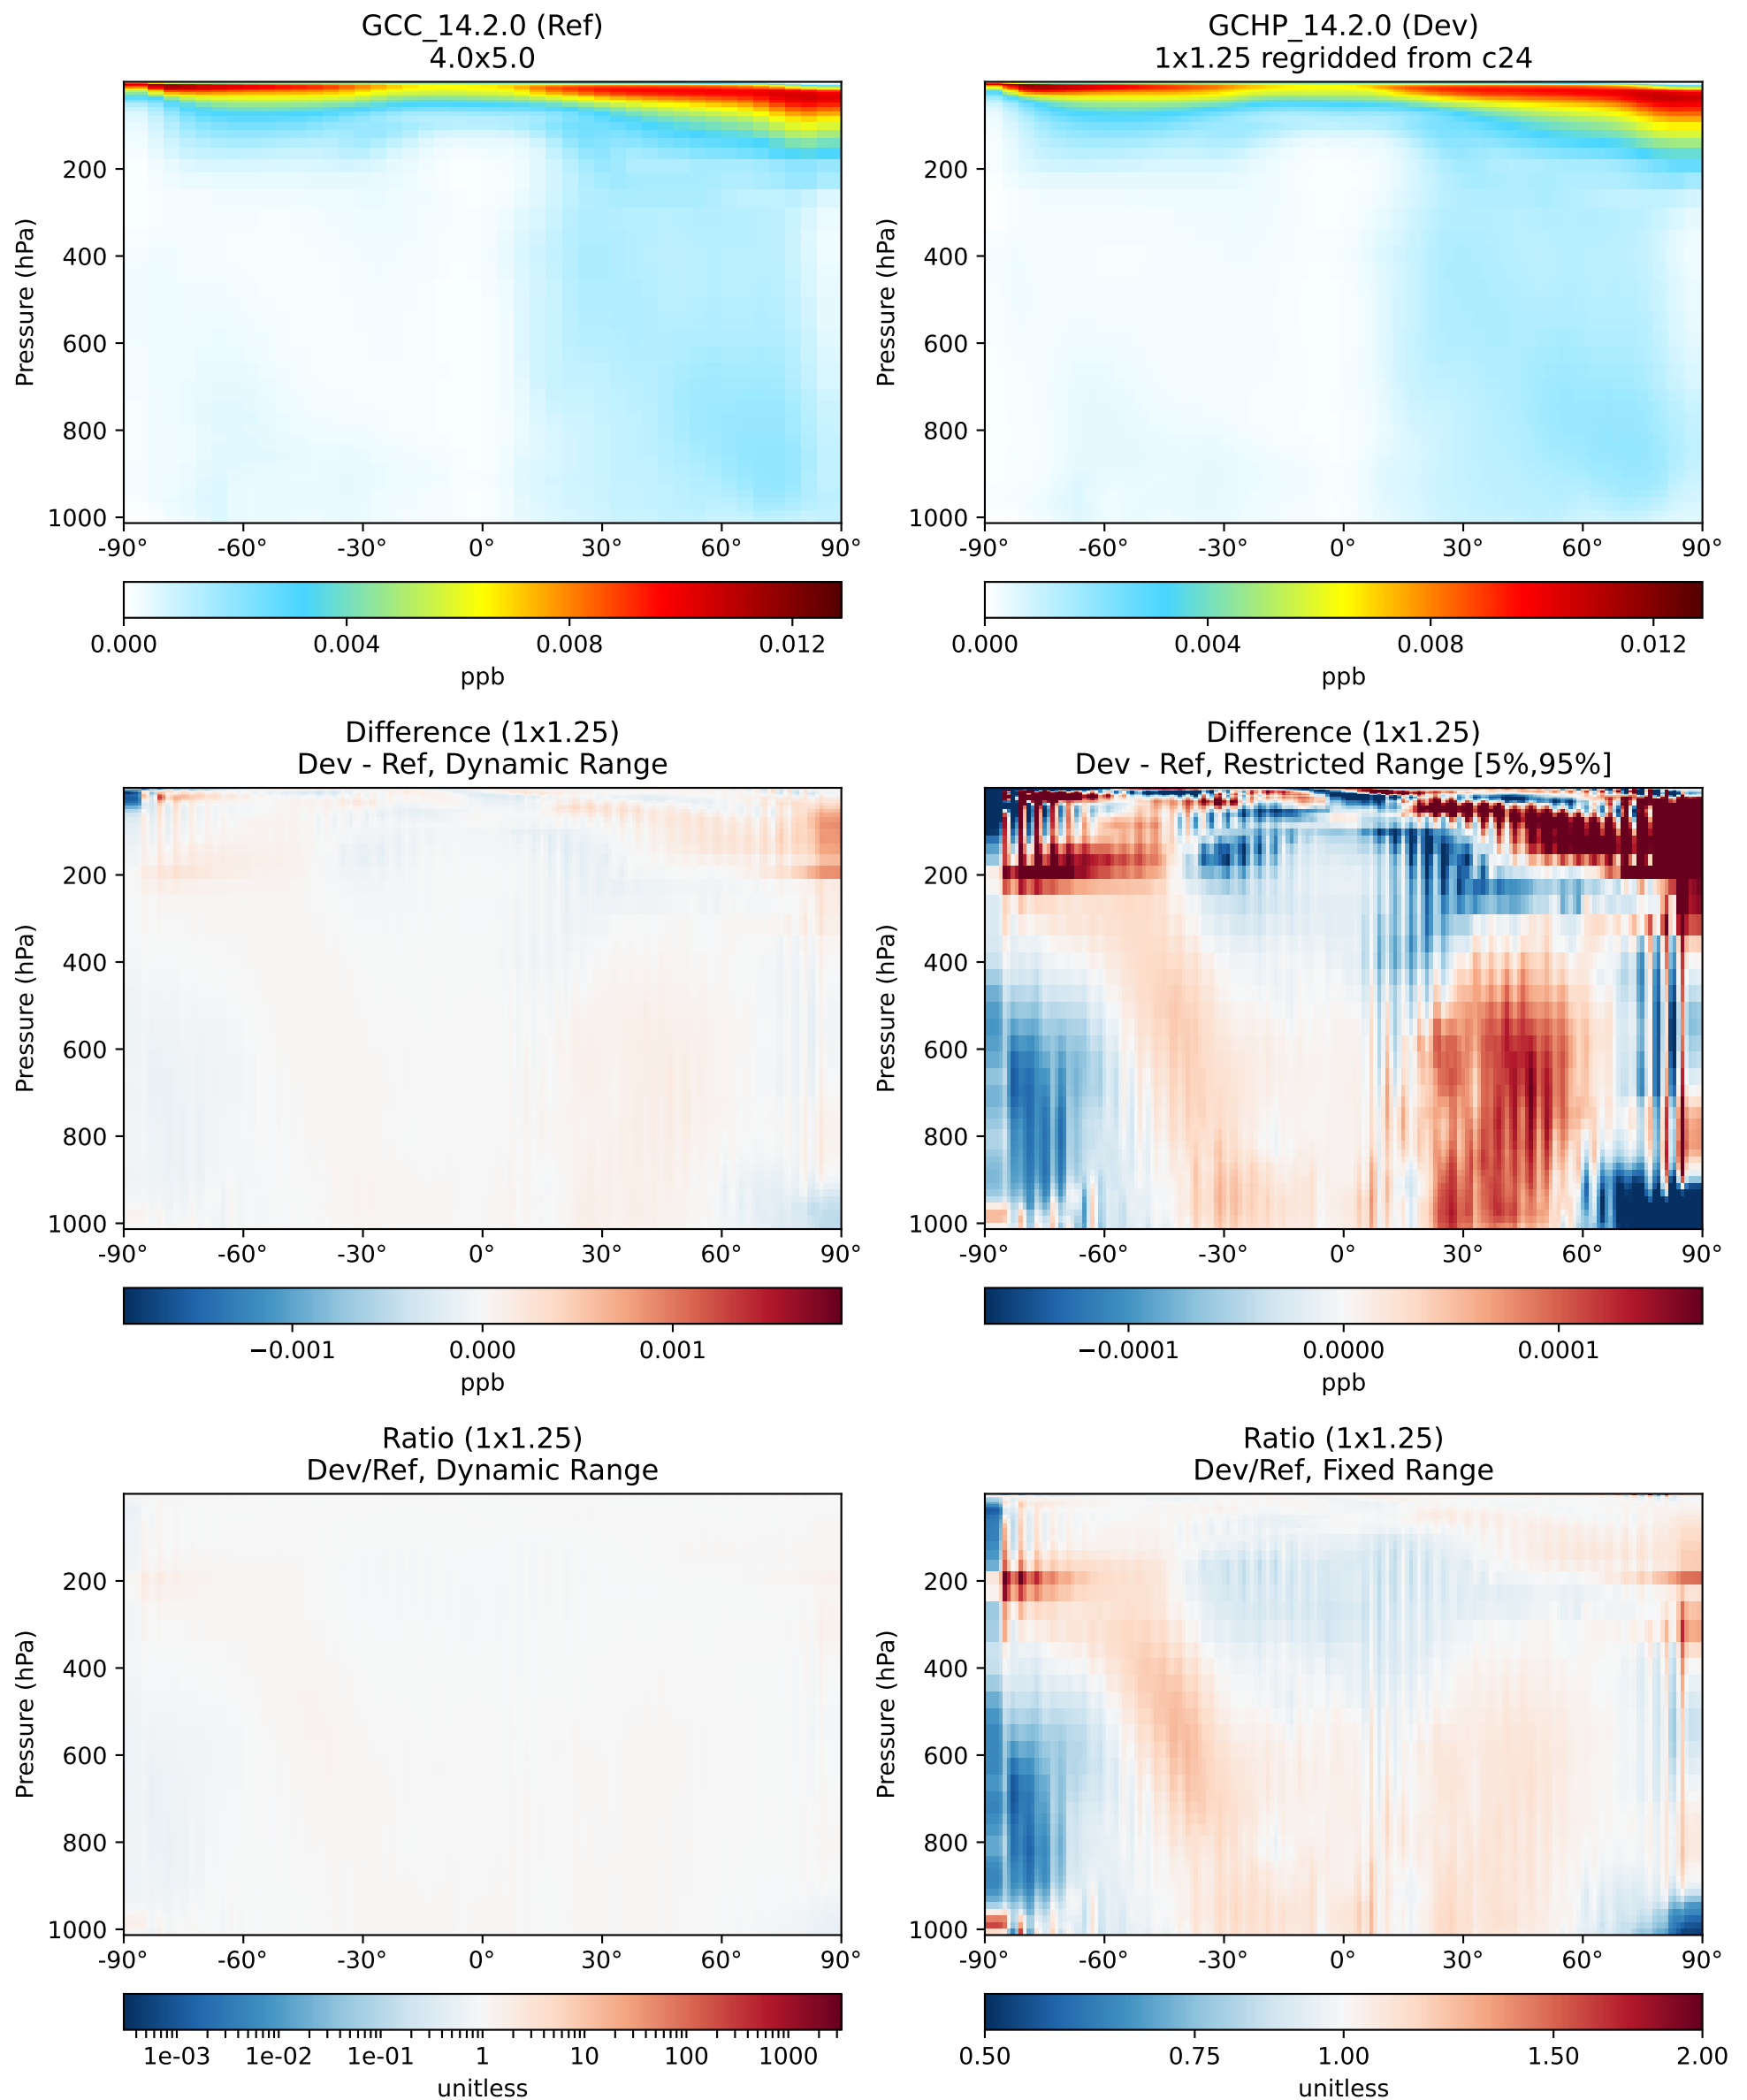 GCC_14.2.0 (Ref)
4.0x5.0
Pressure (hPa)
200
400
600
800
1000
-90° -60° -30° 0° 30° 60° 90°
0.000 0.004 0.008 0.012
ppb
GCHP_14.2.0 (Dev)
1x1.25 regridded from c24
Pressure (hPa)
200
400
600
800
1000
-90° -60° -30° 0° 30° 60° 90°
0.000 0.004 0.008 0.012
ppb
Difference (1x1.25)
Dev - Ref, Dynamic Range
Pressure (hPa)
200
400
600
800
1000
-90° -60° -30° 0° 30° 60° 90°
−0.001 0.000 0.001
ppb
Difference (1x1.25)
Dev - Ref, Restricted Range [5%,95%]
Pressure (hPa)
200
400
600
800
1000
-90° -60° -30° 0° 30° 60° 90°
−0.0001 0.0000 0.0001
ppb
Ratio (1x1.25)
Dev/Ref, Dynamic Range
Pressure (hPa)
200
400
600
800
1000
-90° -60° -30° 0° 30° 60° 90°
1e-03 1e-02 1e-01 1 10 100 1000
unitless
Ratio (1x1.25)
Dev/Ref, Fixed Range
Pressure (hPa)
200
400
600
800
1000
-90° -60° -30° 0° 30° 60° 90°
0.50 0.75 1.00 1.50 2.00
unitless